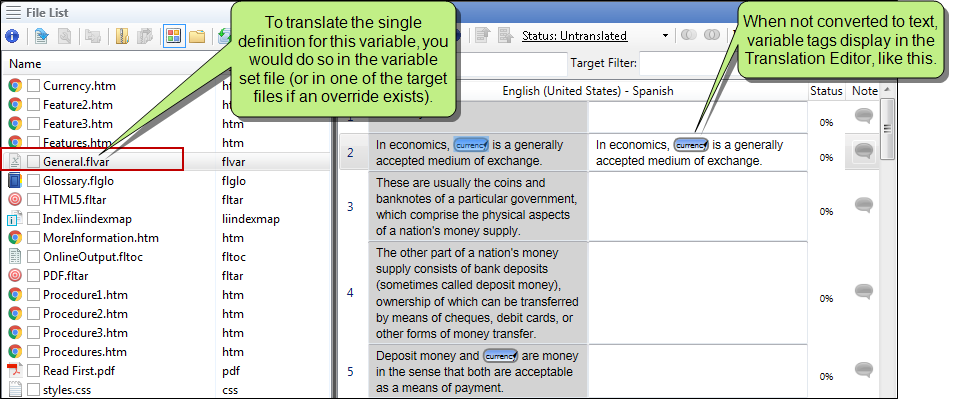 File List
To translate the single
definition for this variable, you
would do so in the variable
set file (or in one of the target
files if an override exists).
When not converted to text,
variable tags display in the
Translation Editor, like this.
Status: Untranslated
Target Filter:
Name
Currency.htm htm
Feature2.htm htm
Feature3.htm htm
Features.htm htm
General.flvar flvar
Glossary.flglo flglo
HTML5.fltar fltar
Index.liindexmap liindexmap
MoreInformation.htm htm
OnlineOutput.fltoc fltoc
PDF.fltar fltar
Procedure1.htm htm
Procedure2.htm htm
Procedure3.htm htm
Procedures.htm htm
Read First.pdf pdf
styles.css css
English (United States) - Spanish Status Note
0%
2 In economics, currency is a generally In economics, currency is a generally 0%
accepted medium of exchange. accepted medium of exchange.
These are usually the coins and
banknotes of a particular government,
3 which comprise the physical aspects 0%
of a nation's money supply.
The other part of a nation's money
supply consists of bank deposits
(sometimes called deposit money),
4 ownership of which can be transferred 0%
by means of cheques, debit cards, or
other forms of money transfer.
Deposit money and currency are money
5 in the sense that both are acceptable 0%
as a means of payment.